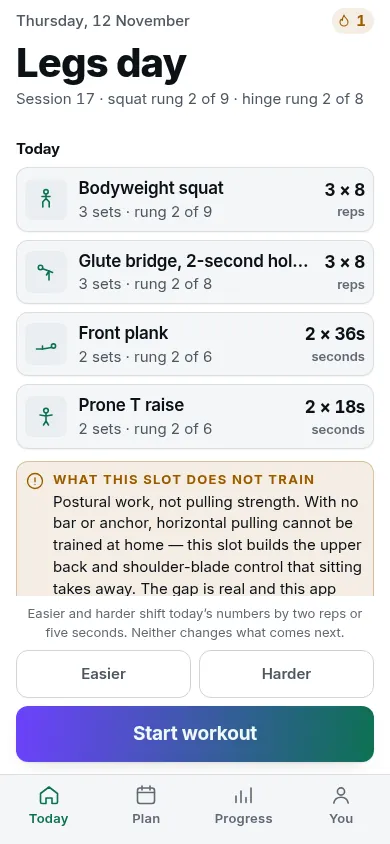 Thursday, 12 November
1
Legs day
Session 17 · squat rung 2 of 9 · hinge rung 2 of 8
Today
Bodyweight squat
3 sets · rung 2 of 9
3 × 8
reps
Glute bridge, 2-second hol…
3 sets · rung 2 of 8
3 × 8
reps
Front plank
2 sets · rung 2 of 6
2 × 36s
seconds
Prone T raise
2 sets · rung 2 of 6
2 × 18s
seconds
WHAT THIS SLOT DOES NOT TRAIN
Postural work, not pulling strength. With no
bar or anchor, horizontal pulling cannot be
trained at home — this slot builds the upper
back and shoulder-blade control that sitting
takes away. The gap is real and this app
Easier and harder shift today's numbers by two reps or
five seconds. Neither changes what comes next.
Easier
Harder
Start workout
Today
Plan
Progress
You